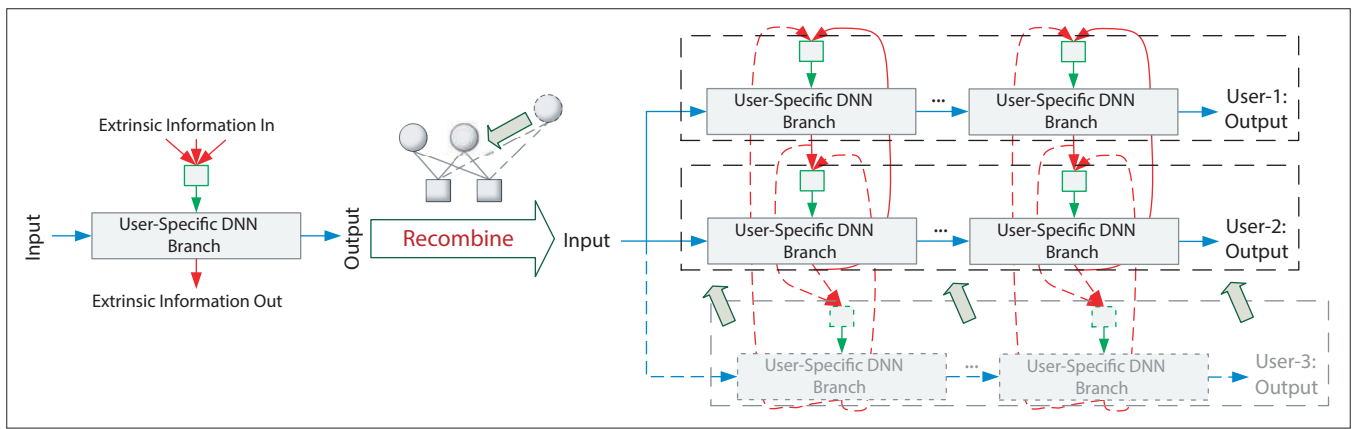 Extrinsic Information In
Input
User-Specific DNN
Branch
Output
Extrinsic Information Out
Recombine
Input
User-Specific DNN
Branch
...
User-Specific DNN
Branch
User-1:
Output
User-Specific DNN
Branch
...
User-Specific DNN
Branch
User-2:
Output
User-Specific DNN
Branch
...
User-Specific DNN
Branch
User-3:
Output